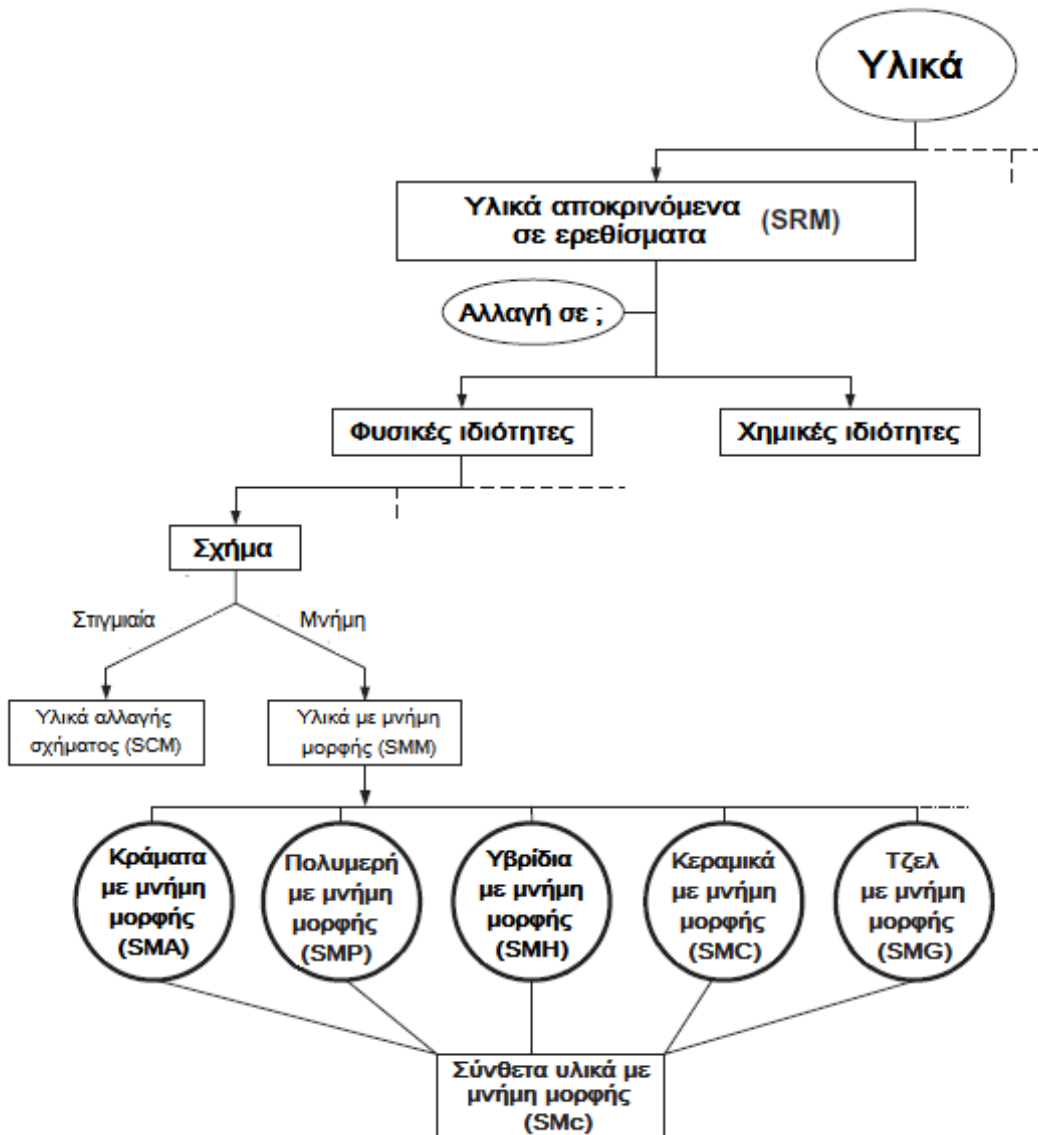 Υλικά
Υλικά αποκρινόμενα
σε ερεθίσματα
(SRM)
Αλλαγή σε ;
Φυσικές ιδιότητες
Χημικές ιδιότητες
Σχήμα
Στιγμιαία
Μνήμη
Υλικά αλλαγής
σχήματος (SCM)
Υλικά με μνήμη
μορφής (SMM)
Κράματα
με μνήμη
μορφής
(SMA)
Πολυμερή
με μνήμη
μορφής
(SMP)
Υβρίδια
με μνήμη
μορφής
(SMH)
Κεραμικά
με μνήμη
μορφής
(SMC)
Τζελ
με μνήμη
μορφής
(SMG)
Σύνθετα υλικά με
μνήμη μορφής
(SMc)